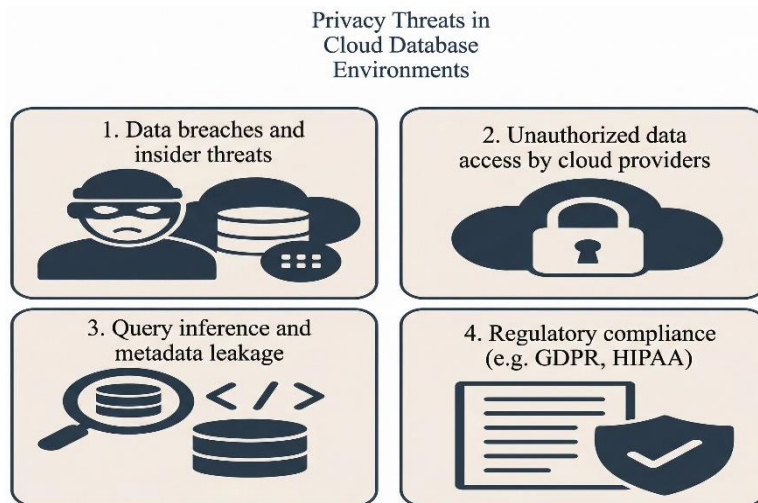 Privacy Threats in
Cloud Database
Environments
1. Data breaches and
insider threats
2. Unauthorized data
access by cloud providers
3. Query inference and
metadata leakage
</>
4. Regulatory compliance
(e.g. GDPR, HIPAA)